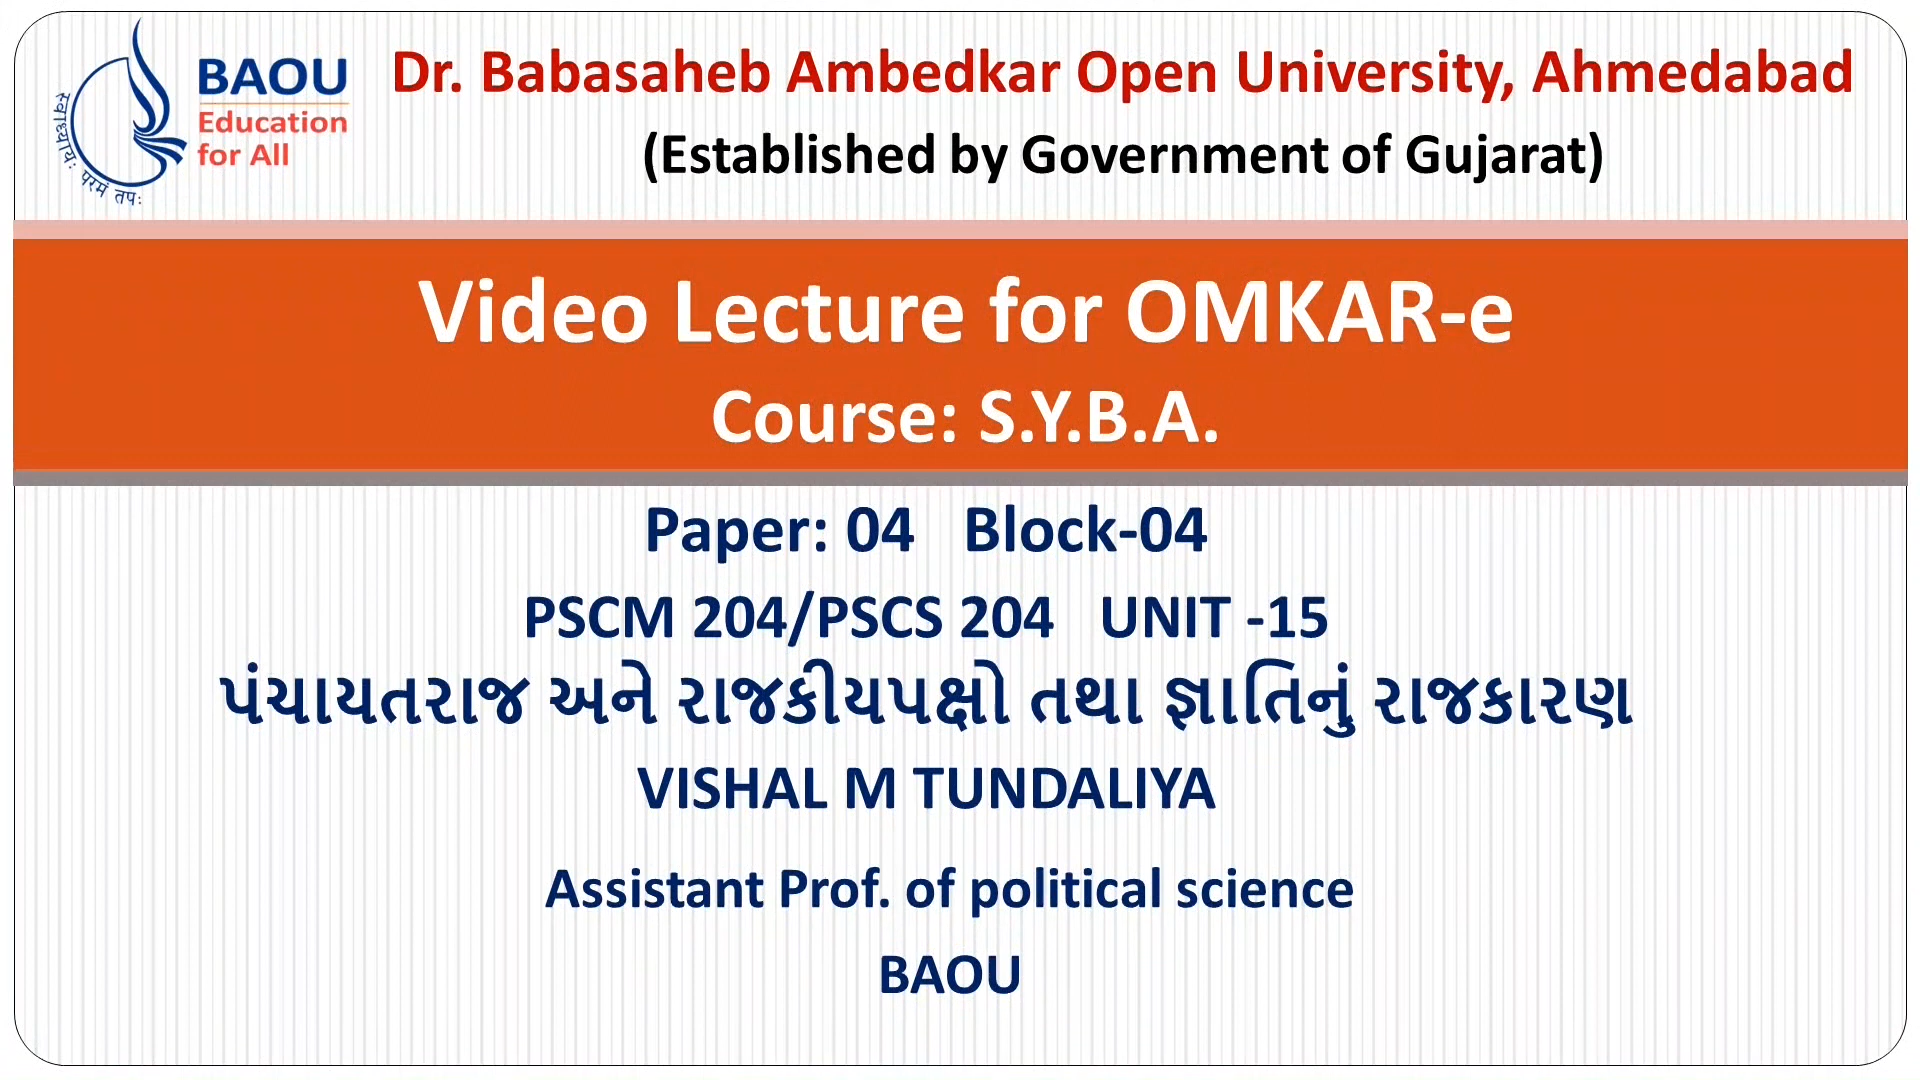 BAOU
Education
for All
स्वाध्यायः परमं तपः
Dr. Babasaheb Ambedkar Open University, Ahmedabad
(Established by Government of Gujarat)
Video Lecture for OMKAR-e
Course: S.Y.B.A.
Paper: 04 Block-04
PSCM 204/PSCS 204 UNIT -15
પંચાયતરાજ અને રાજકીયપક્ષો તથા જ્ઞાતિનું રાજકારણ
VISHAL M TUNDALIYA
Assistant Prof. of political science
BAOU